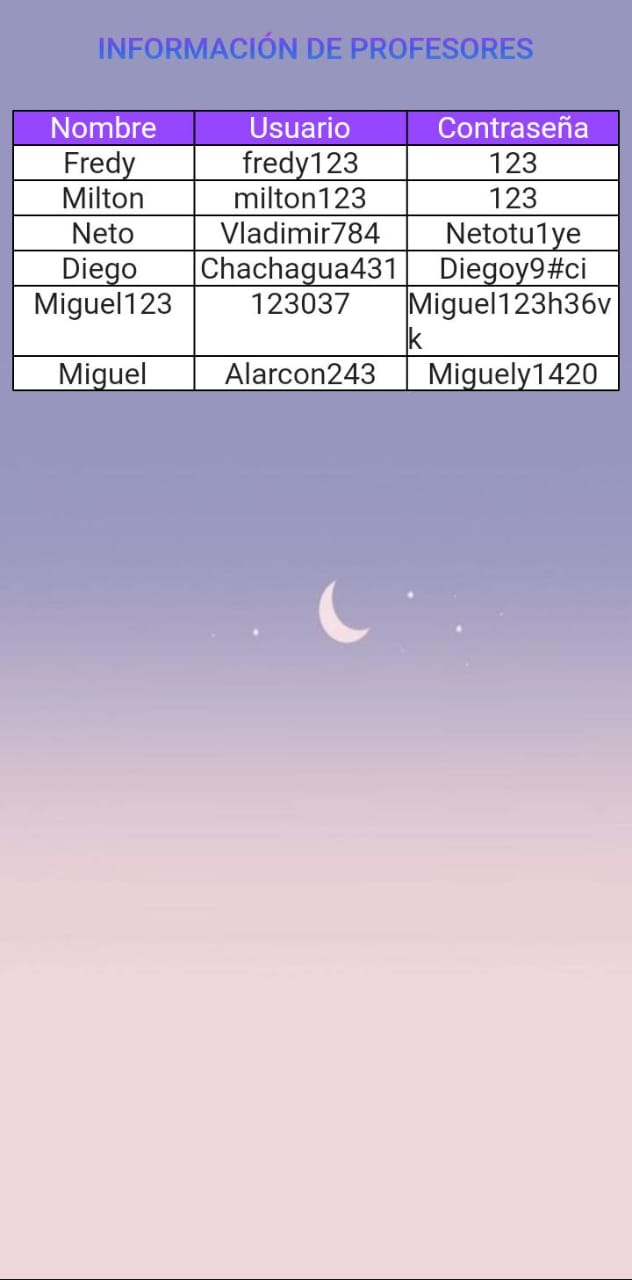 INFORMACIÓN DE PROFESORES
Nombre Usuario Contraseña
Fredy fredy123 123
Milton milton123 123
Neto Vladimir784 Netotu1ye
Diego Chachagua431 Diegoy9#ci
Miguel123 123037 Miguel123h36v
k
Miguel Alarcon243 Miguely1420